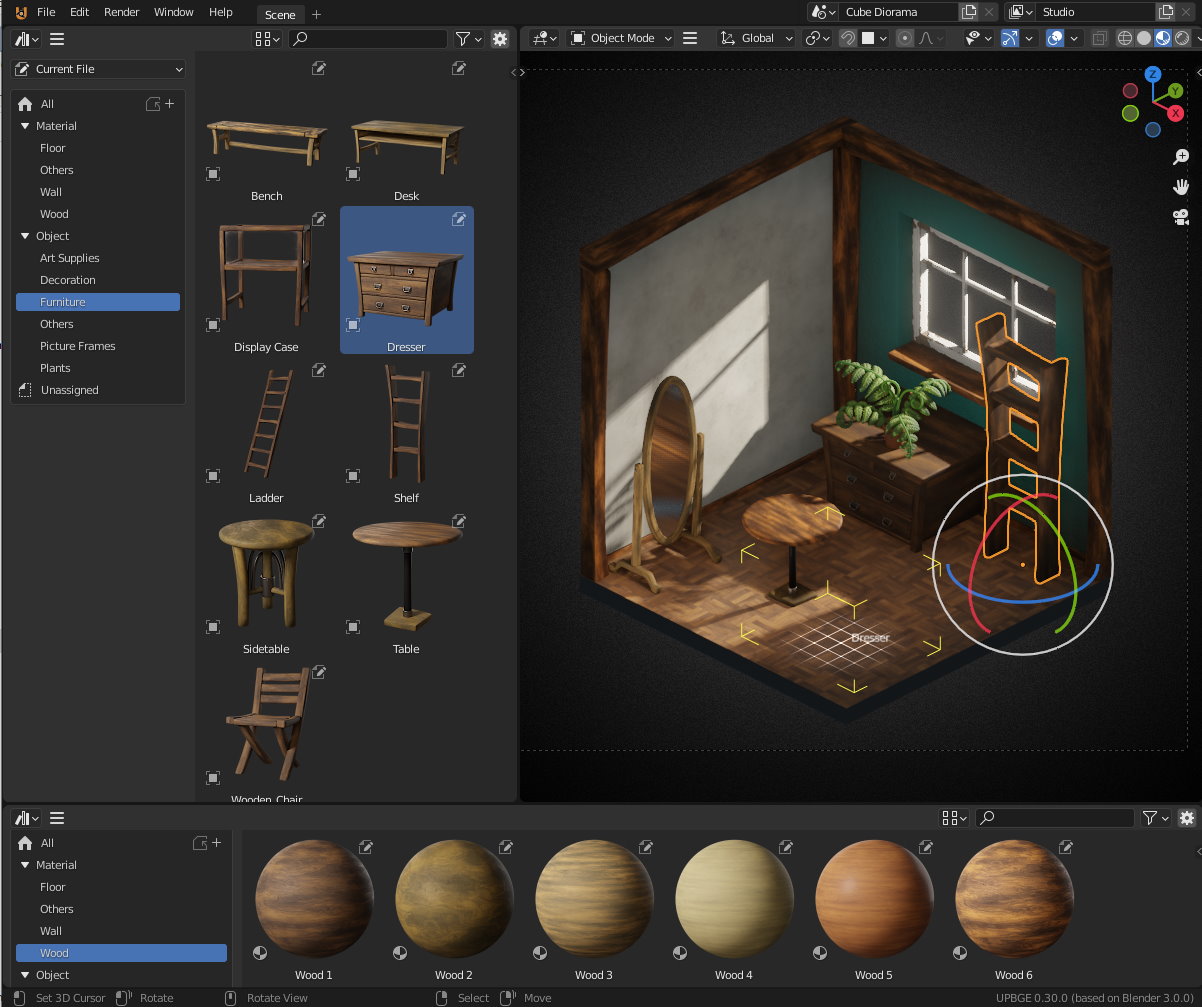 File Edit Render Window Help Scene
Cube Diorama Studio
Object Mode Global
Current File
All
Material
Floor
Others
Wall
Wood
Object
Art Supplies
Decoration
Furniture
Others
Picture Frames
Plants
Unassigned
Bench Desk
Display Case Dresser
Ladder Shelf
Sidetable Table
Wooden Chair
Z
Y
X
Dresser
All
Material
Floor
Others
Wall
Wood
Object
Wood 1 Wood 2 Wood 3 Wood 4 Wood 5 Wood 6
Set 3D Cursor Rotate Rotate View Select Move UPBGE 0.30.0 (based on Blender 3.0.0)